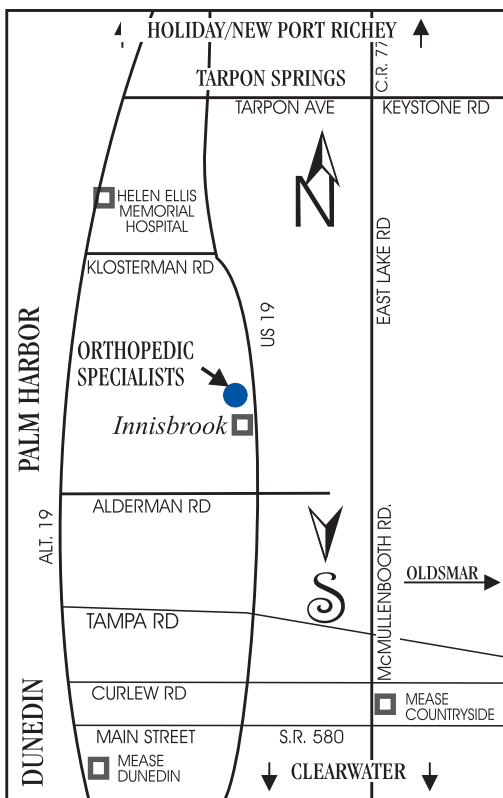 HOLIDAY/NEW PORT RICHEY
C.R. 77
TARPON SPRINGS
TARPON AVE
KEYSTONE RD
N
HELEN ELLIS
MEMORIAL
HOSPITAL
KLOSTERMAN RD
EAST LAKE RD
US 19
PALM HARBOR
ORTHOPEDIC
SPECIALISTS
Innisbrook
ALDERMAN RD
ALT. 19
S
McMULLENBOOTH RD.
OLDSMAR
TAMPA RD
CURLEW RD
MEASE
COUNTRYSIDE
DUNEDIN
MAIN STREET
S.R. 580
MEASE
DUNEDIN
CLEARWATER